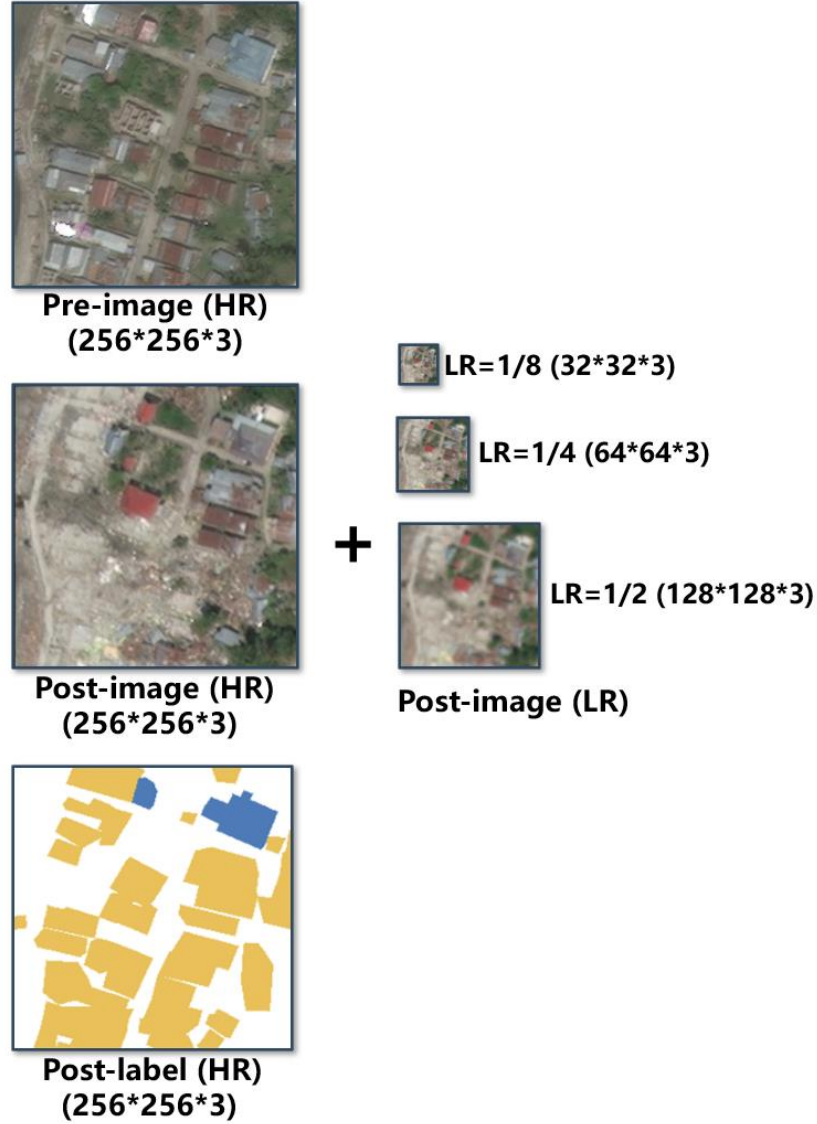 Pre-image (HR)
(256*256*3)
LR=1/8 (32*32*3)
LR=1/4 (64*64*3)
+
LR=1/2 (128*128*3)
Post-image (HR)
(256*256*3)
Post-image (LR)
Post-label (HR)
(256*256*3)